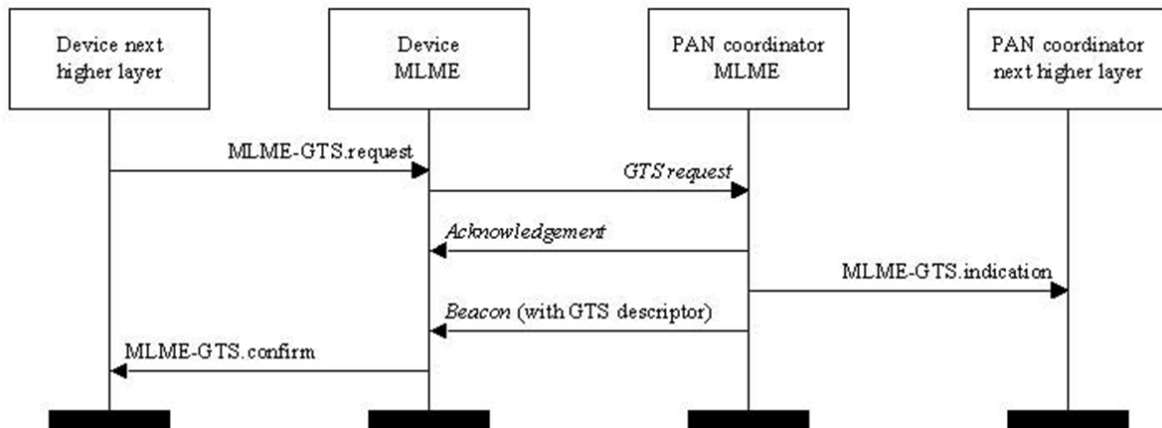 Device next
higher layer
Device
MLME
PAN coordinator
MLME
PAN coordinator
next higher layer
MLME-GTS.request
GTS request
Acknowledgement
MLME-GTS.indication
Beacon (with GTS descriptor)
MLME-GTS.confirm